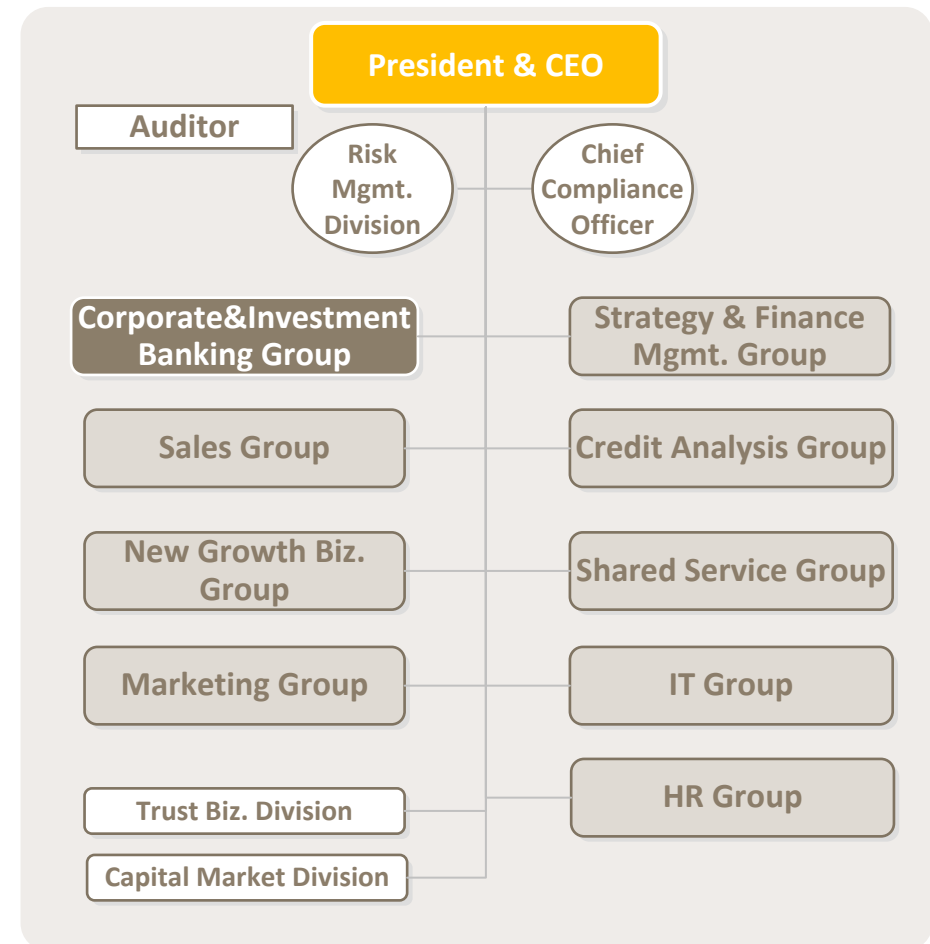 President & CEO
Auditor
Risk
Mgmt.
Division
Chief
Compliance
Officer
Corporate&Investment
Banking Group
Strategy & Finance
Mgmt. Group
Sales Group
Credit Analysis Group
New Growth Biz.
Group
Shared Service Group
Marketing Group
IT Group
HR Group
Trust Biz. Division
Capital Market Division